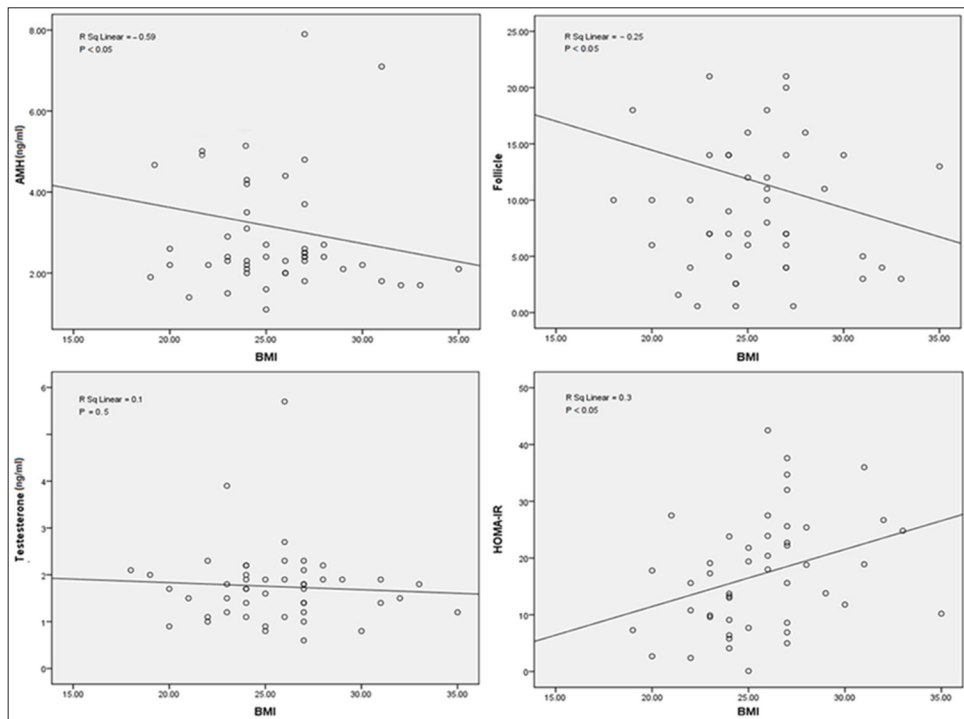 R Sq Linear = - 0.59
P < 0.05
8.00
6.00
4.00
2.00
AMH (ng/ml)
15.00 20.00 25.00 30.00 35.00
BMI
R Sq Linear = - 0.25
P < 0.05
25.00
20.00
15.00
10.00
5.00
0.00
Follicle
15.00 20.00 25.00 30.00 35.00
BMI
R Sq Linear = 0.1
P = 0.5
6
4
2
0
Testesterone (ng/ml)
15.00 20.00 25.00 30.00 35.00
BMI
R Sq Linear = 0.3
P < 0.05
50
40
30
20
10
0
HOMA-IR
15.00 20.00 25.00 30.00 35.00
BMI